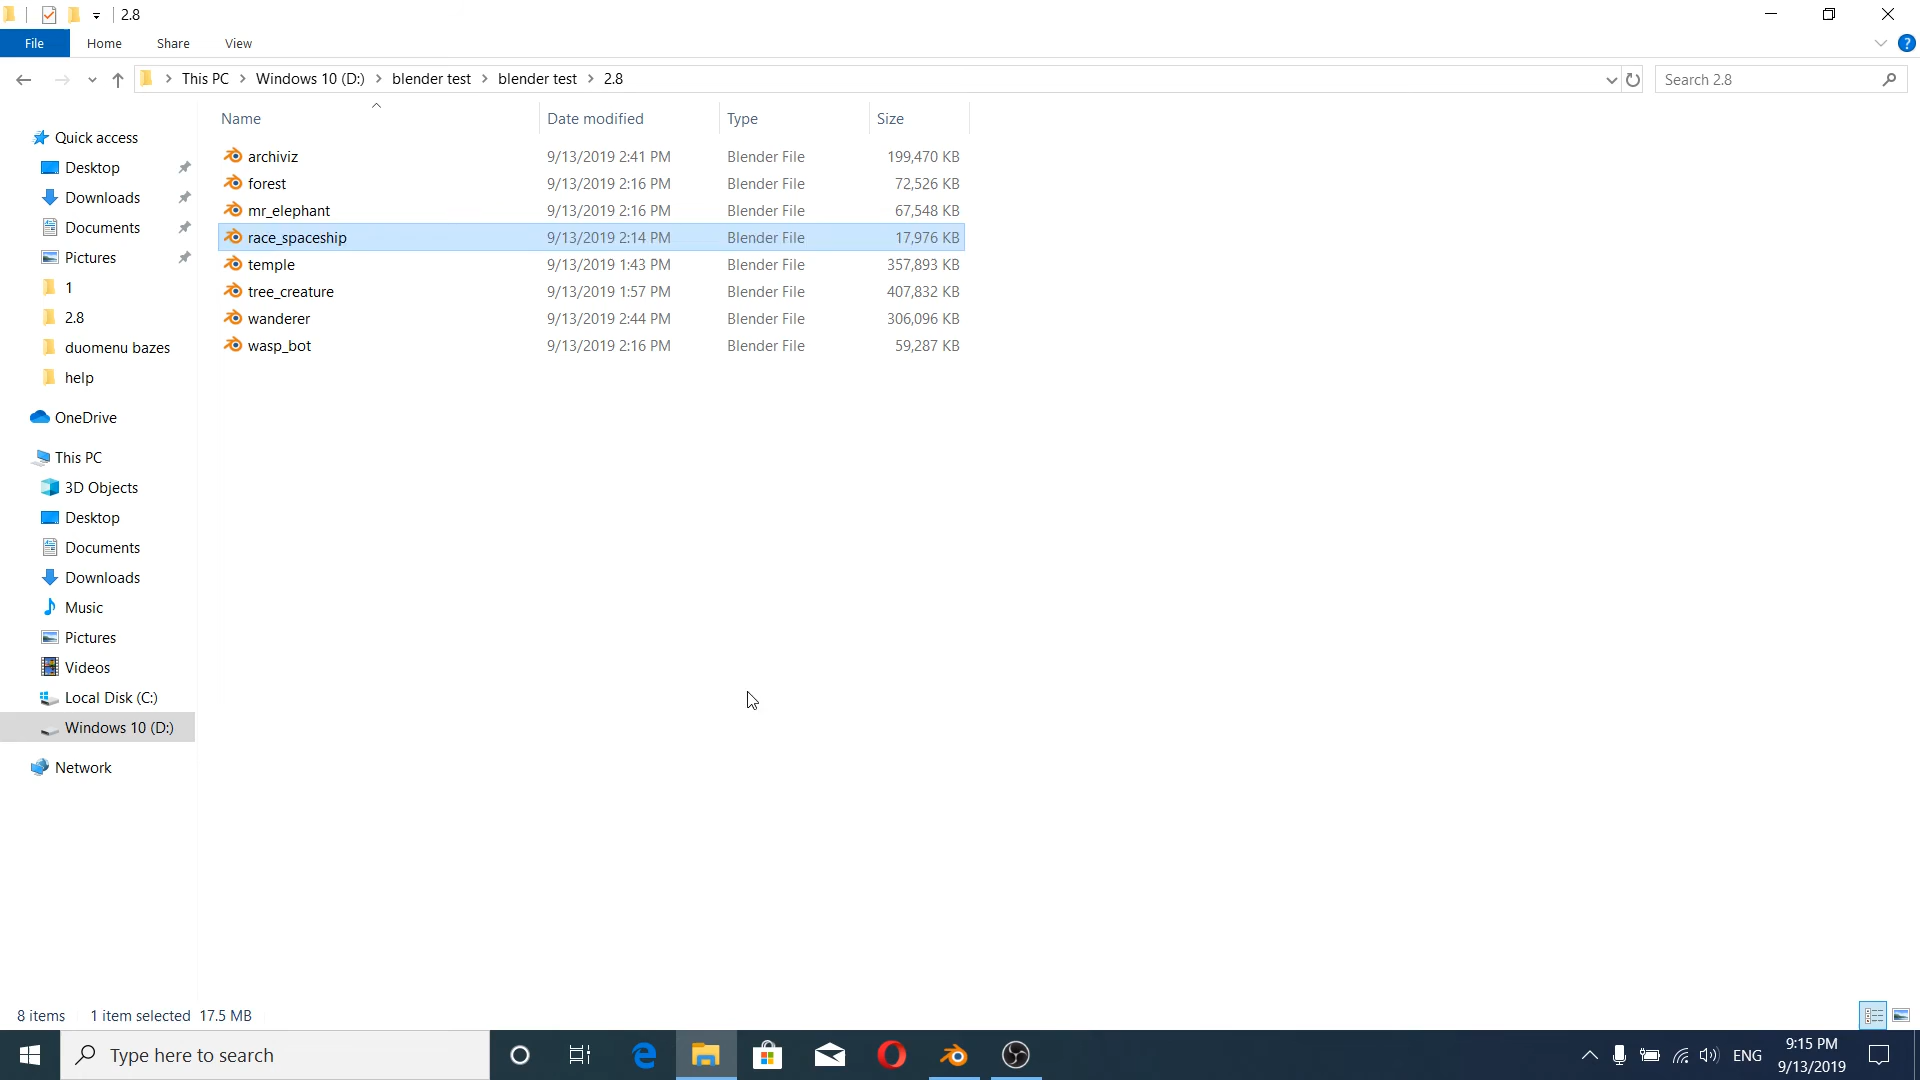 2.8
File Home Share View
This PC Windows 10 (D:) blender test blender test 2.8 Search 2.8
Name Date modified Type Size
Quick access
Desktop
Downloads
Documents
Pictures
1
2.8
duomenu bazes
help
OneDrive
This PC
3D Objects
Desktop
Documents
Downloads
Music
Pictures
Videos
Local Disk (C:)
Windows 10 (D:)
Network
archiviz 9/13/2019 2:41 PM Blender File 199,470 KB
forest 9/13/2019 2:16 PM Blender File 72,526 KB
mr_elephant 9/13/2019 2:16 PM Blender File 67,548 KB
race_spaceship 9/13/2019 2:14 PM Blender File 17,976 KB
temple 9/13/2019 1:43 PM Blender File 357,893 KB
tree_creature 9/13/2019 1:57 PM Blender File 407,832 KB
wanderer 9/13/2019 2:44 PM Blender File 306,096 KB
wasp_bot 9/13/2019 2:16 PM Blender File 59,287 KB
8 items 1 item selected 17.5 MB
Type here to search
ENG
9:15 PM
9/13/2019